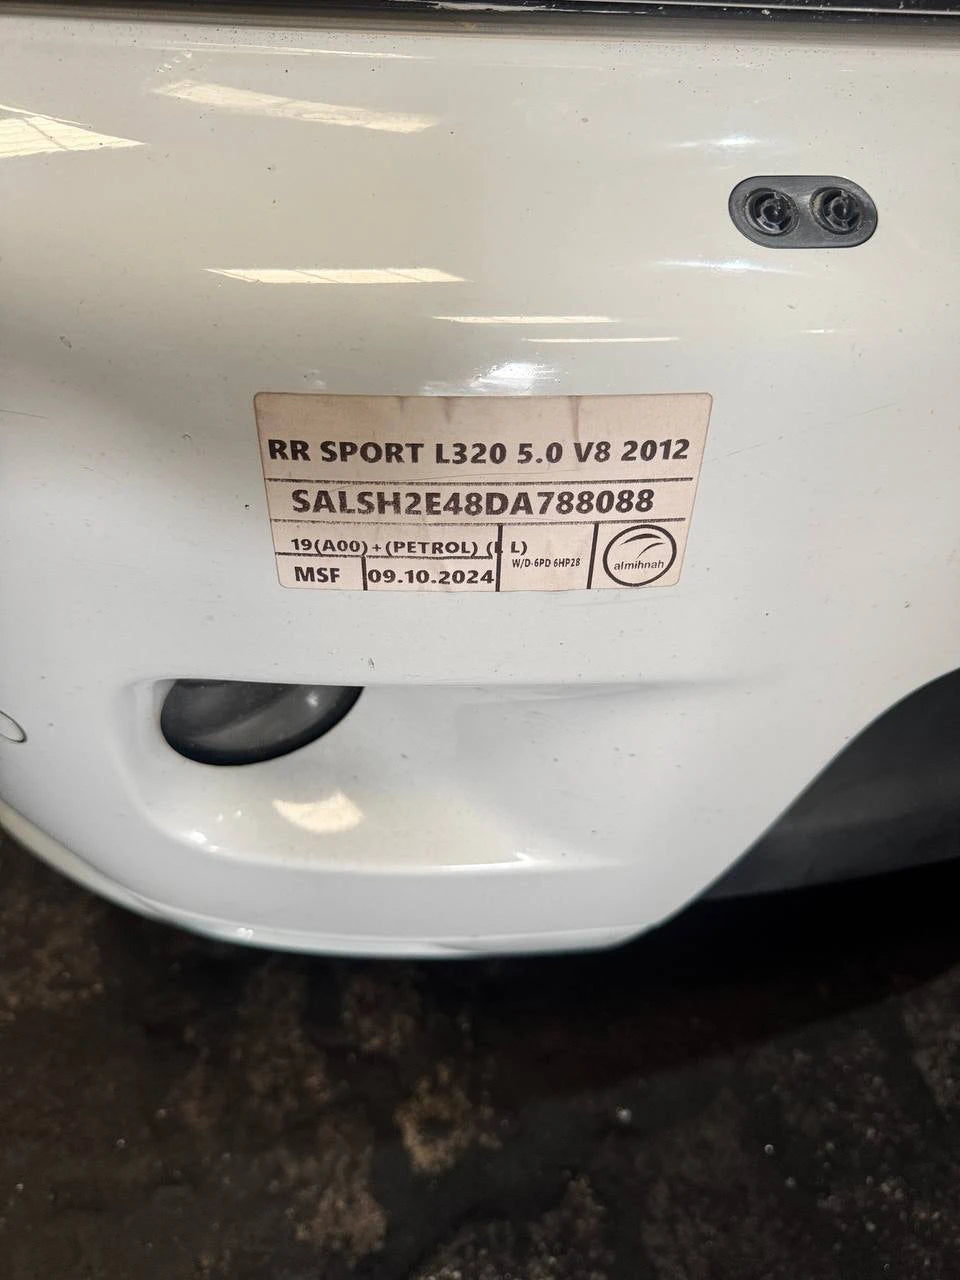 RR SPORT L320 5.0 V8 2012
SALSH2E48DA788088
19(A00)+(PETROL) ( L)
W/D-6PD 6HP28
MSF 09.10.2024
almihnah